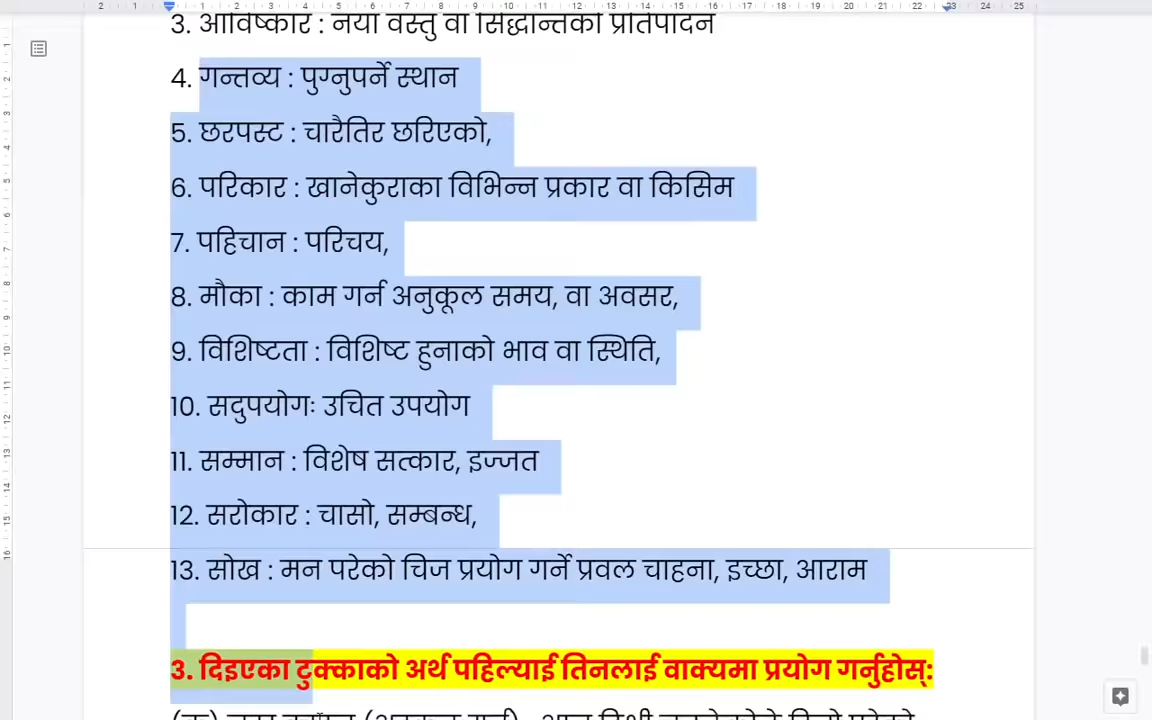 3. आविष्कार : नयाँ वस्तु वा सिद्धान्तको प्रतिपादन
4. गन्तव्य : पुग्नुपर्ने स्थान
5. छरपस्ट : चारैतिर छरिएको,
6. परिकार : खानेकुराका विभिन्न प्रकार वा किसिम
7. पहिचान : परिचय,
8. मौका : काम गर्न अनुकूल समय, वा अवसर,
9. विशिष्टता : विशिष्ट हुनाको भाव वा स्थिति,
10. सदुपयोगः उचित उपयोग
11. सम्मान : विशेष सत्कार, इज्जत
12. सरोकार : चासो, सम्बन्ध,
13. सोख : मन परेको चिज प्रयोग गर्ने प्रवल चाहना, इच्छा, आराम
3. दिइएका टुक्काको अर्थ पहिल्याई तिनलाई वाक्यमा प्रयोग गर्नुहोस्: